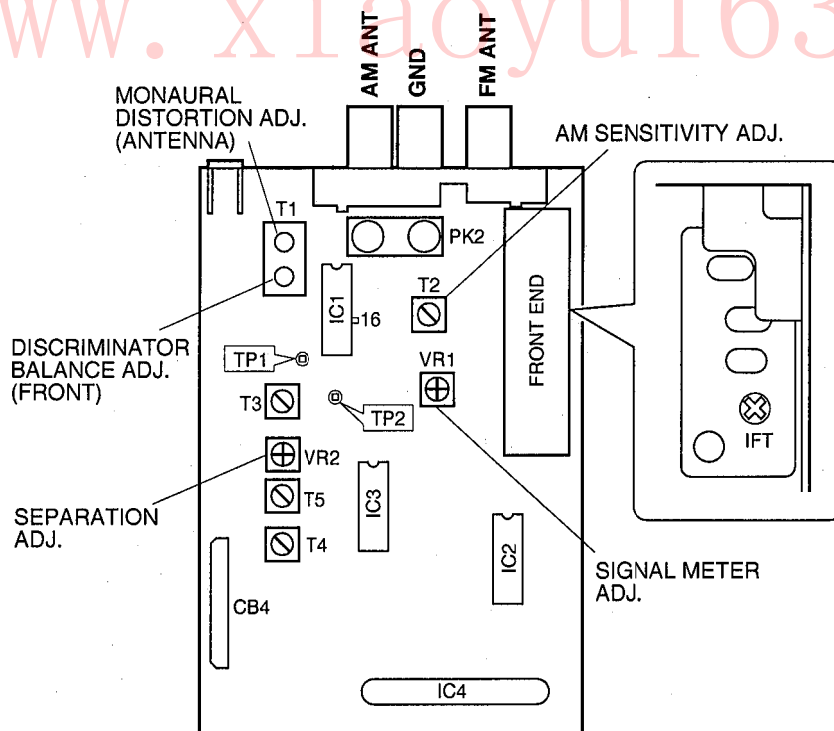 www.xiaoyu163
AM ANT
GND
FM ANT
MONAURAL
DISTORTION ADJ.
(ANTENNA)
AM SENSITIVITY ADJ.
T1
PK2
T2
IC1
16
FRONT END
DISCRIMINATOR
BALANCE ADJ.
(FRONT)
TP1
VR1
T3
TP2
IFT
VR2
SEPARATION
ADJ.
T5
IC3
T4
IC2
SIGNAL METER
ADJ.
CB4
IC4